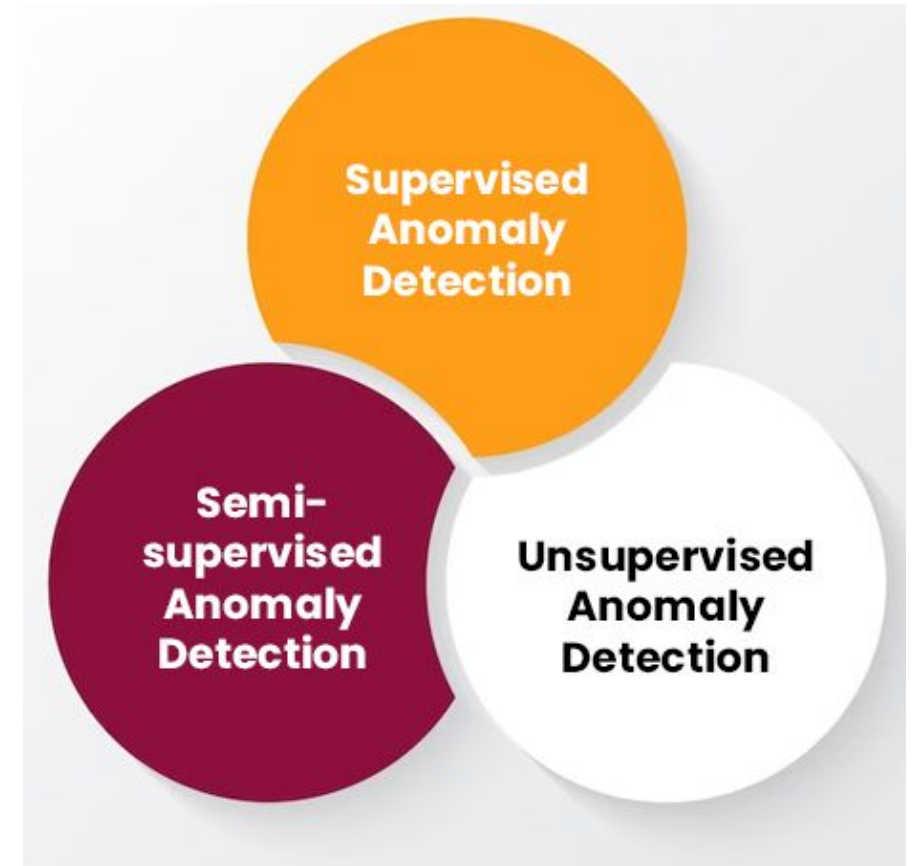 Supervised
Anomaly
Detection
Semi-
supervised
Anomaly
Detection
Unsupervised
Anomaly
Detection